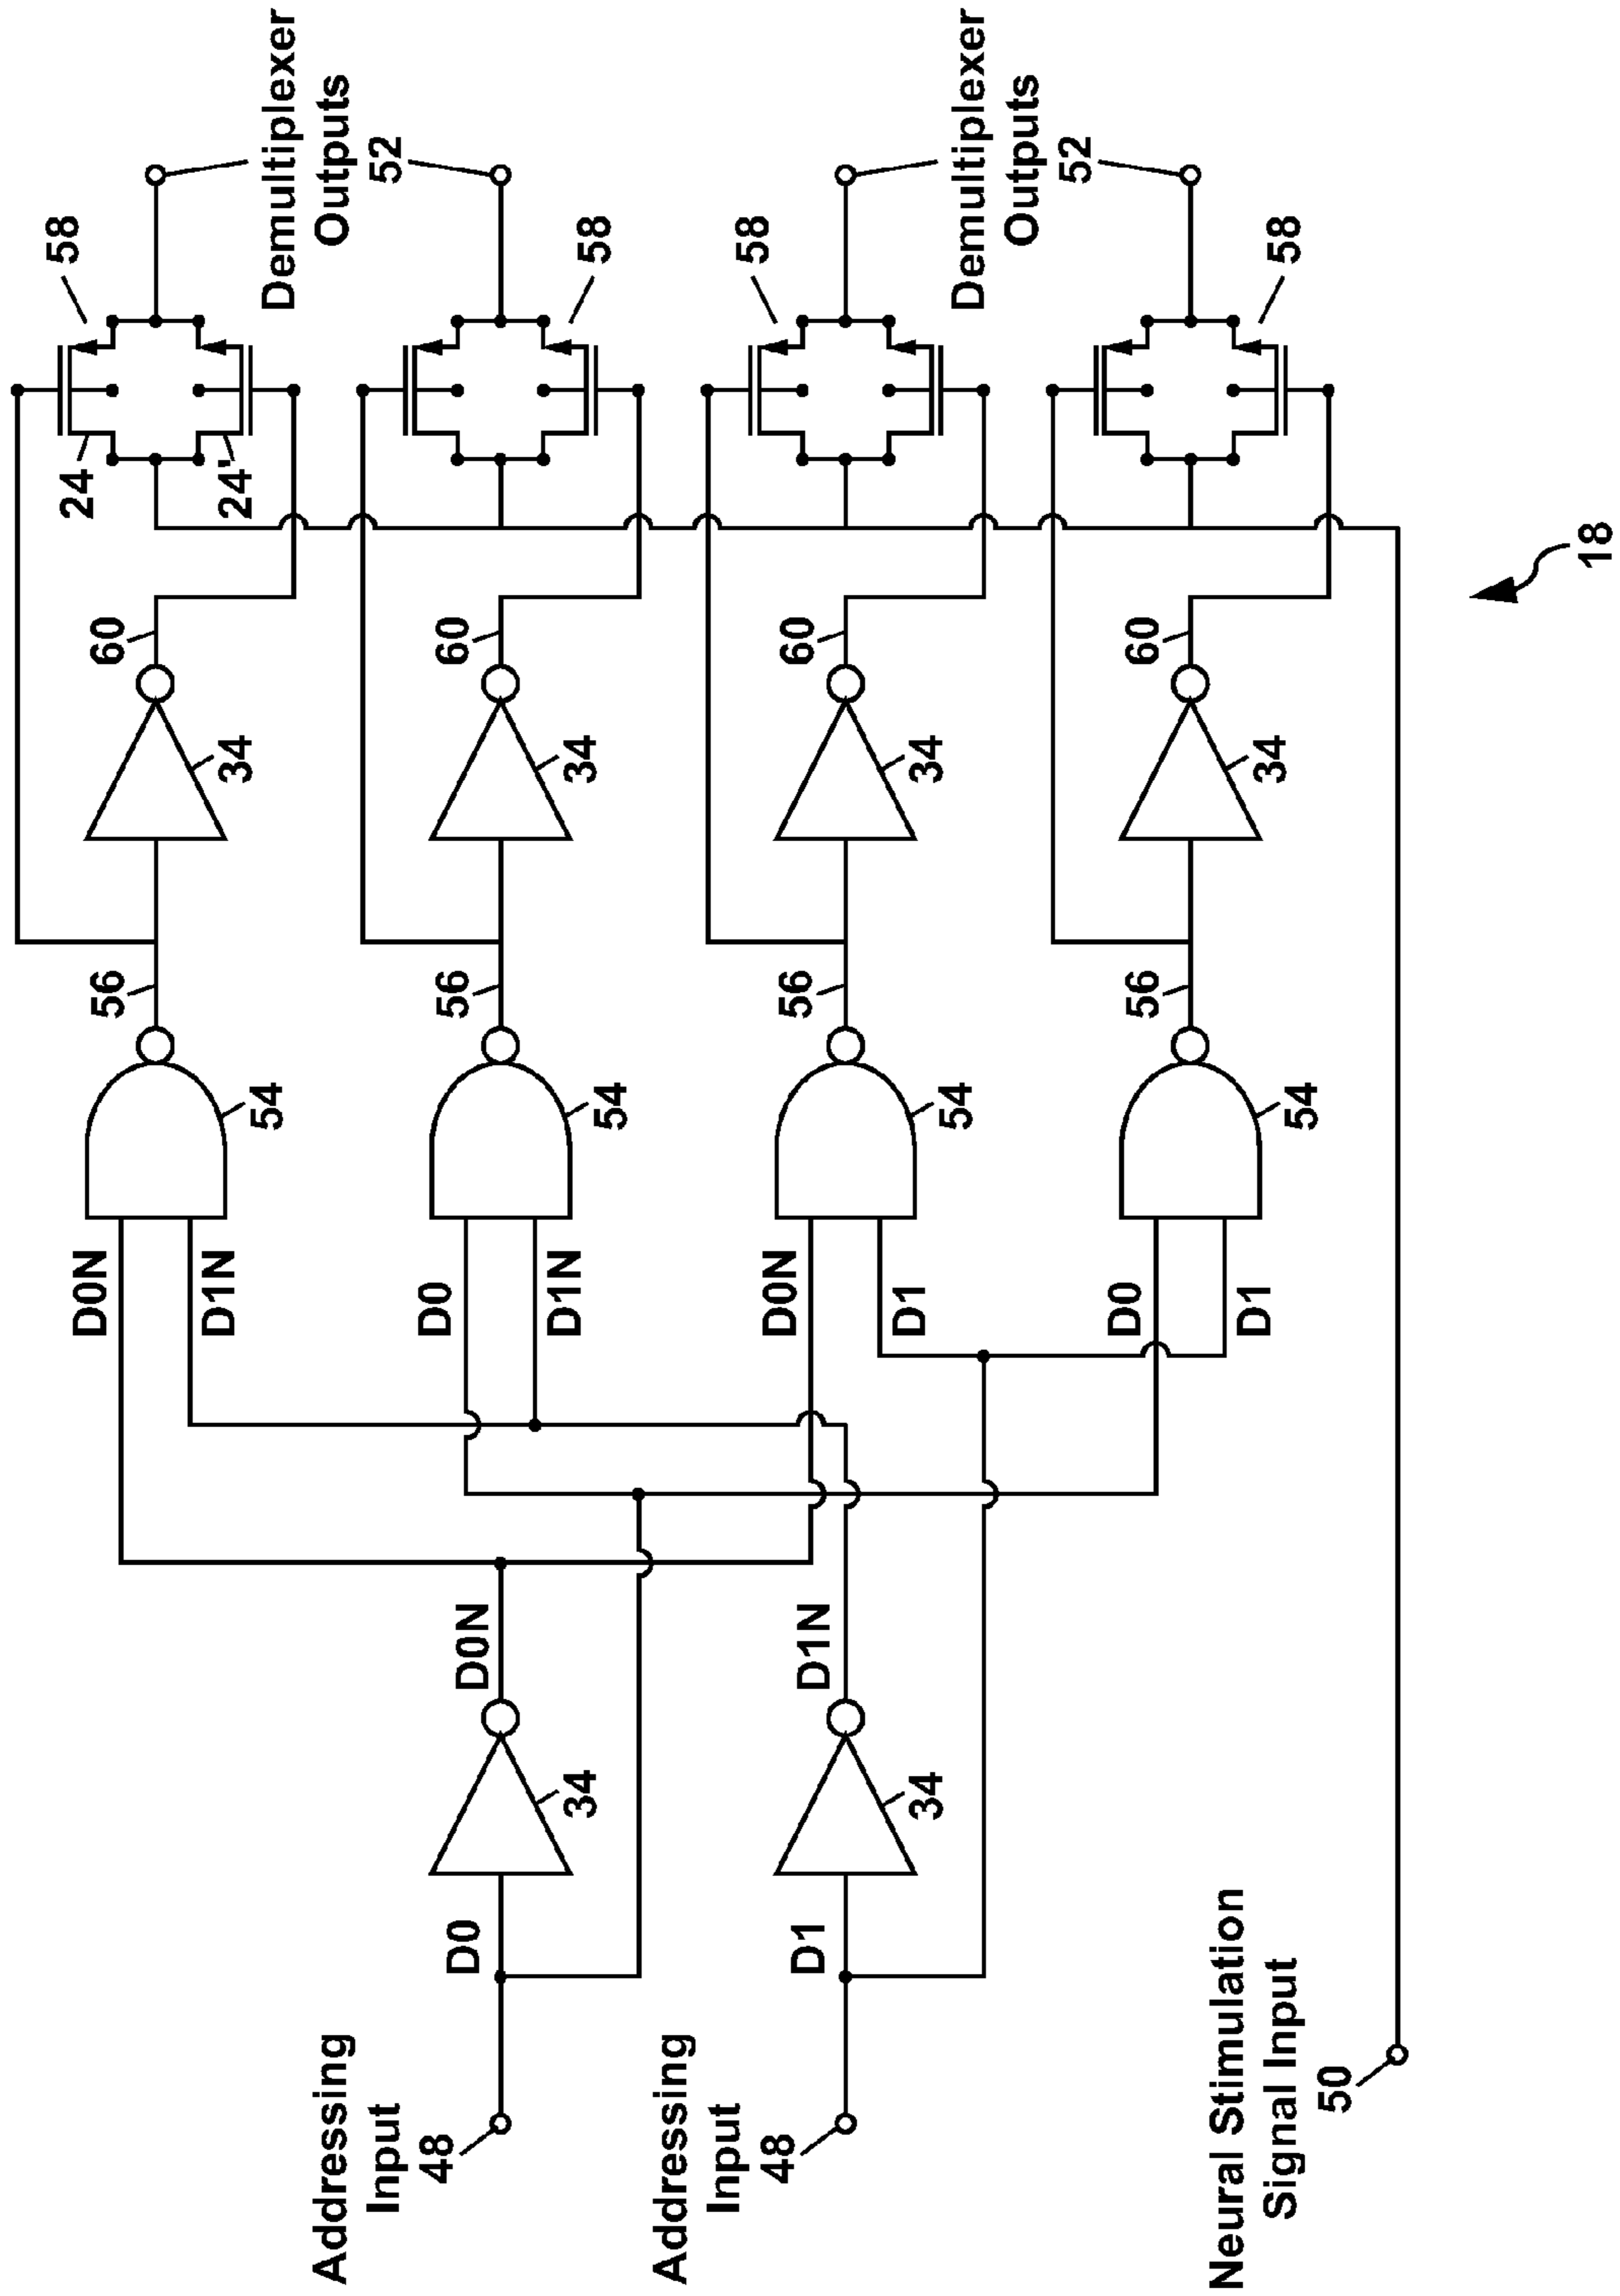 58
24
D0N
56
60
D1N
34
24'
54
Demultiplexer
Outputs
52
Addressing
Input
48
D0
D0N
34
D0
56
60
D1N
54
34
58
Addressing
Input
48
D1
D1N
34
D0N
56
60
58
D1
54
34
Demultiplexer
Outputs
52
D0
56
60
D1
54
34
58
Neural Stimulation
Signal Input
50
18